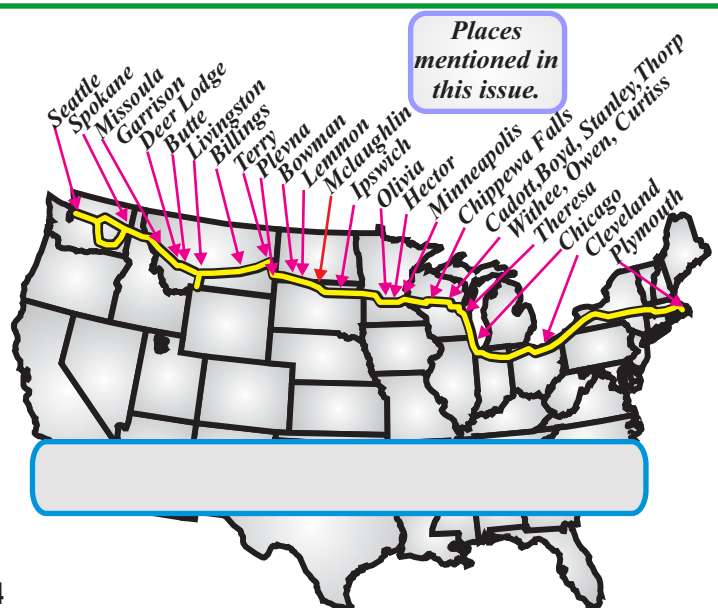 Places
mentioned in
this issue.
Seattle
Spokane
Missoula
Garrison
Deer Lodge
Butte
Livingston
Billings
Terry
Plevna
Bowman
Lemmon
Mclaughlin
Ipswich
Olivia
Hector
Minneapolis
Chippewa Falls
Cadott, Boyd, Stanley, Thorp
Withee, Owen, Curtiss
Theresa
Chicago
Cleveland
Plymouth
4